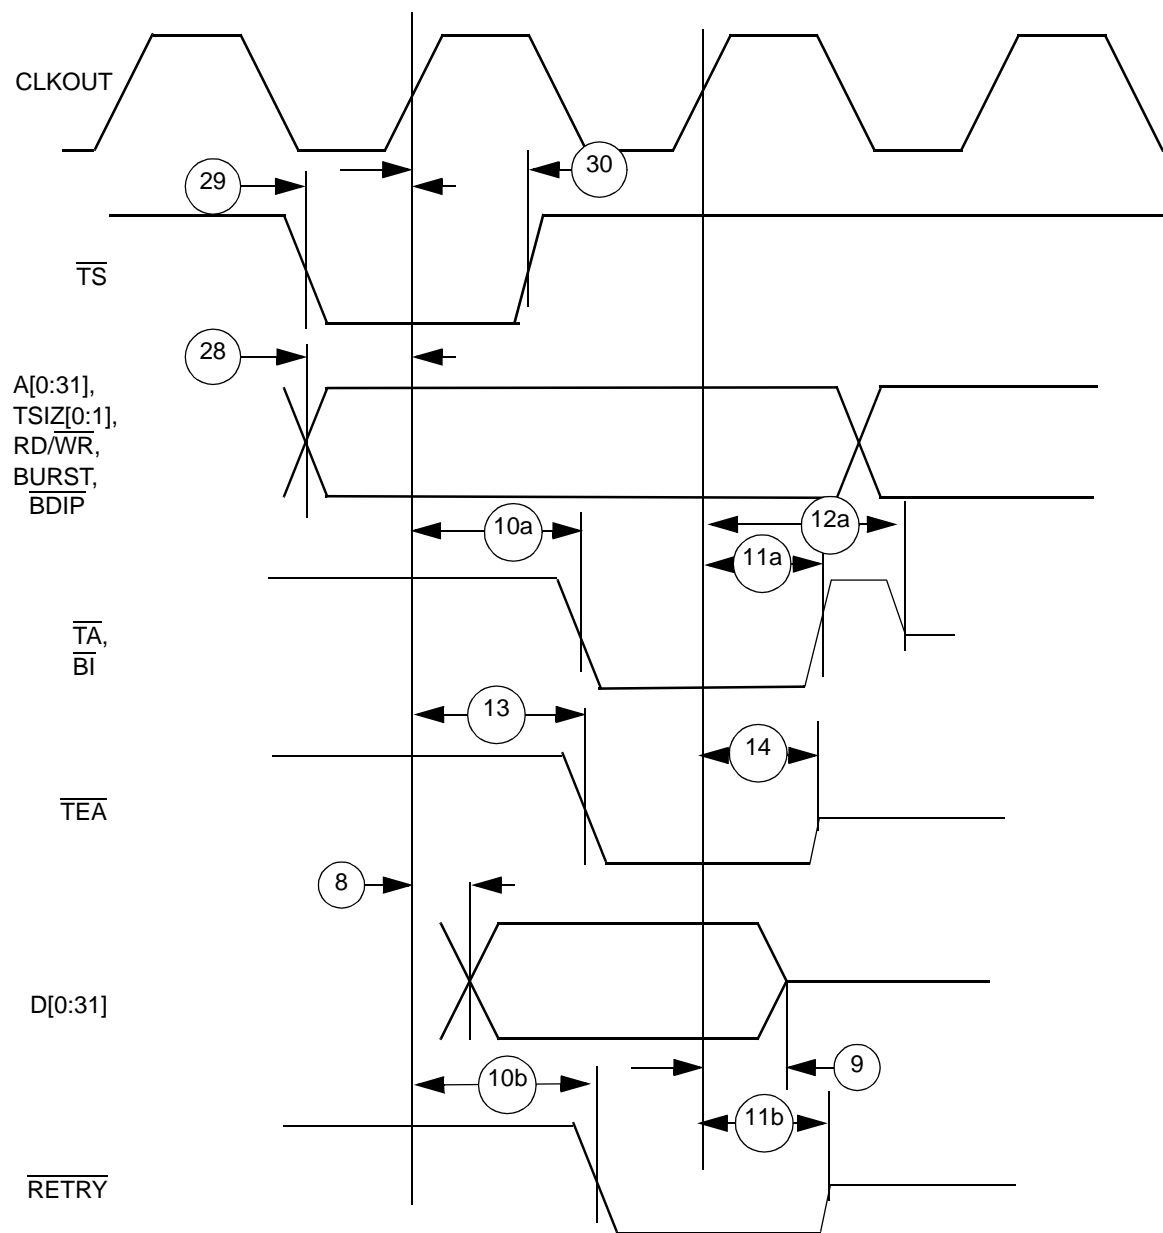 CLKOUT
30
29
TS
28
A[0:31],
TSIZ[0:1],
RD/WR,
BURST,
BDIP
10a
12a
11a
TA,
BI
13
14
TEA
8
D[0:31]
9
10b
11b
RETRY